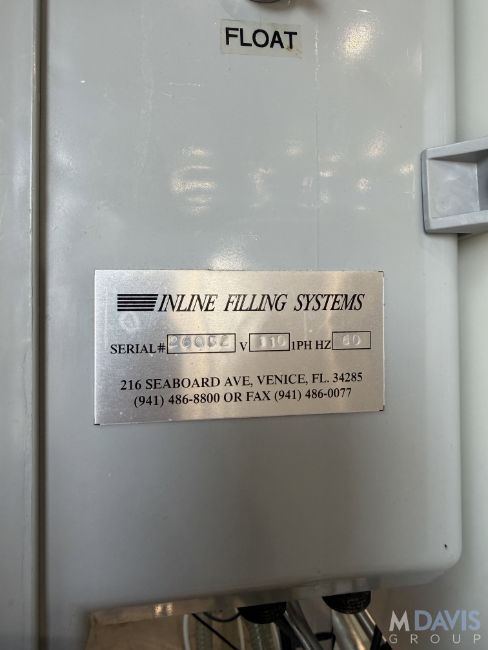 FLOAT
INLINE FILLING SYSTEMS
SERIAL# V 110 1PH HZ 60
216 SEABOARD AVE, VENICE, FL. 34285
(941) 486-8800 OR FAX (941) 486-0077
MDAVIS
GROUP